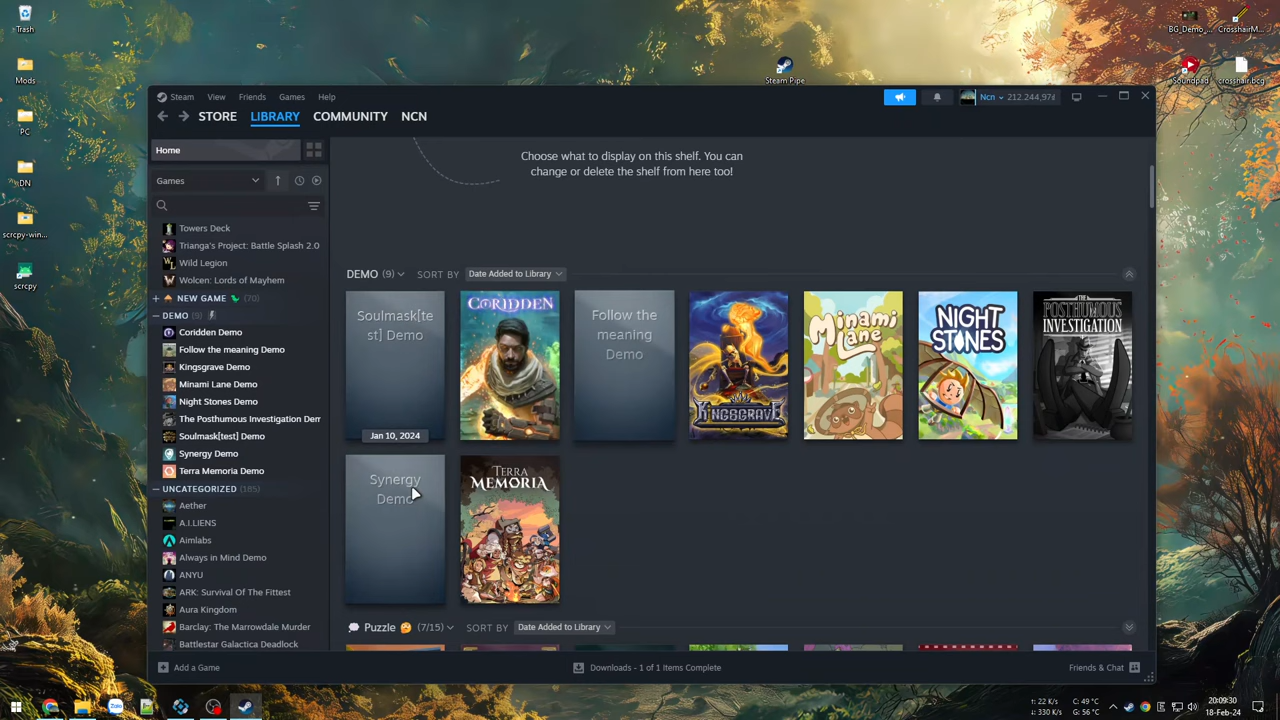 Trash
Mods
PC
DN
scrcpy-win...
scrcpy
Steam Pipe
BG_Demo_...
CrosshairM...
Soundpad
crosshair.bcg
Steam
View
Friends
Games
Help
Ncn
212.244,97₫
STORE
LIBRARY
COMMUNITY
NCN
Home
Games
Towers Deck
Trianga's Project: Battle Splash 2.0
Wild Legion
Wolcen: Lords of Mayhem
NEW GAME (70)
DEMO (9)
Coridden Demo
Follow the meaning Demo
Kingsgrave Demo
Minami Lane Demo
Night Stones Demo
The Posthumous Investigation Dem
Soulmask[test] Demo
Synergy Demo
Terra Memoria Demo
UNCATEGORIZED (185)
Aether
A.I.LIENS
Aimlabs
Always in Mind Demo
ANYU
ARK: Survival Of The Fittest
Aura Kingdom
Barclay: The Marrowdale Murder
Battlestar Galactica Deadlock
Choose what to display on this shelf. You can
change or delete the shelf from here too!
DEMO (9)
SORT BY
Date Added to Library
Soulmask[te
st] Demo
Jan 10, 2024
CORIDDEN
Follow the
meaning
Demo
KINGSGRAVE
Minami
Lane
NIGHT
STONES
THE
POSTHUMOUS
INVESTIGATION
Synergy
Demo
TERRA
MEMORIA
Puzzle (7/15)
SORT BY
Date Added to Library
Add a Game
Downloads - 1 of 1 Items Complete
Friends & Chat
Zalo
↑: 22 K/s
↓: 330 K/s
C: 49 °C
G: 56 °C
20:09:30
18-Feb-24